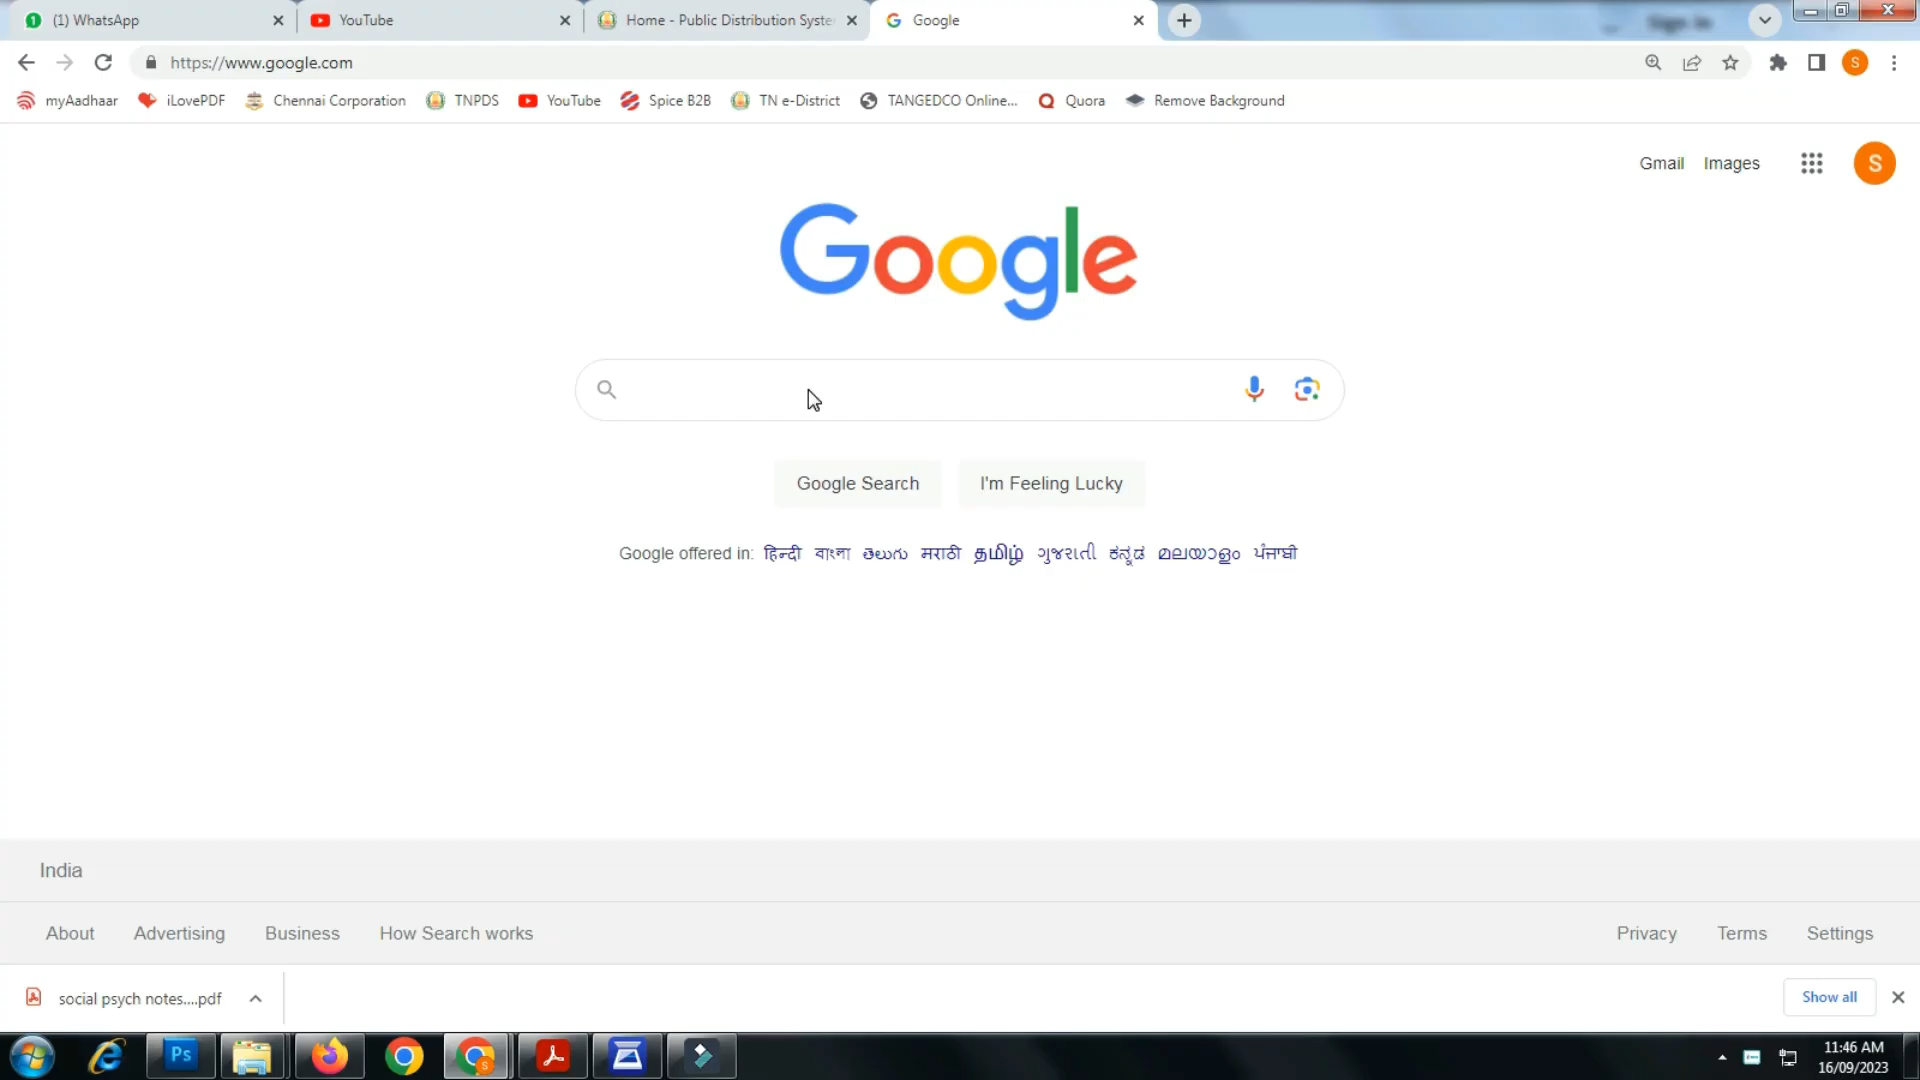 (1) WhatsApp
YouTube
Home - Public Distribution Syste
Google
https://www.google.com
S
myAadhaar
iLovePDF
Chennai Corporation
TNPDS
YouTube
Spice B2B
TN e-District
TANGEDCO Online...
Quora
Remove Background
Gmail
Images
S
Google
Google Search
I'm Feeling Lucky
Google offered in: हिन्दी বাংলা తెలుగు मराठी தமிழ் ગુજરાતી ಕನ್ನಡ മലയാളം ਪੰਜਾਬੀ
India
About
Advertising
Business
How Search works
Privacy
Terms
Settings
social psych notes....pdf
Show all
Ps
S
11:46 AM
16/09/2023